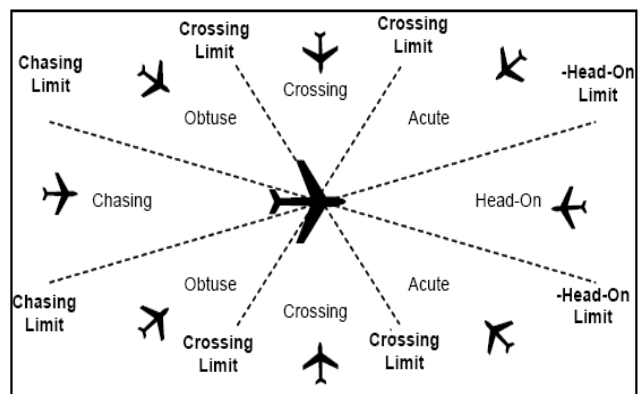 Crossing
Limit
Crossing
Limit
Chasing
Limit
-Head-On
Limit
Crossing
Obtuse
Acute
Chasing
Head-On
Obtuse
Acute
Chasing
Limit
-Head-On
Limit
Crossing
Crossing
Limit
Crossing
Limit